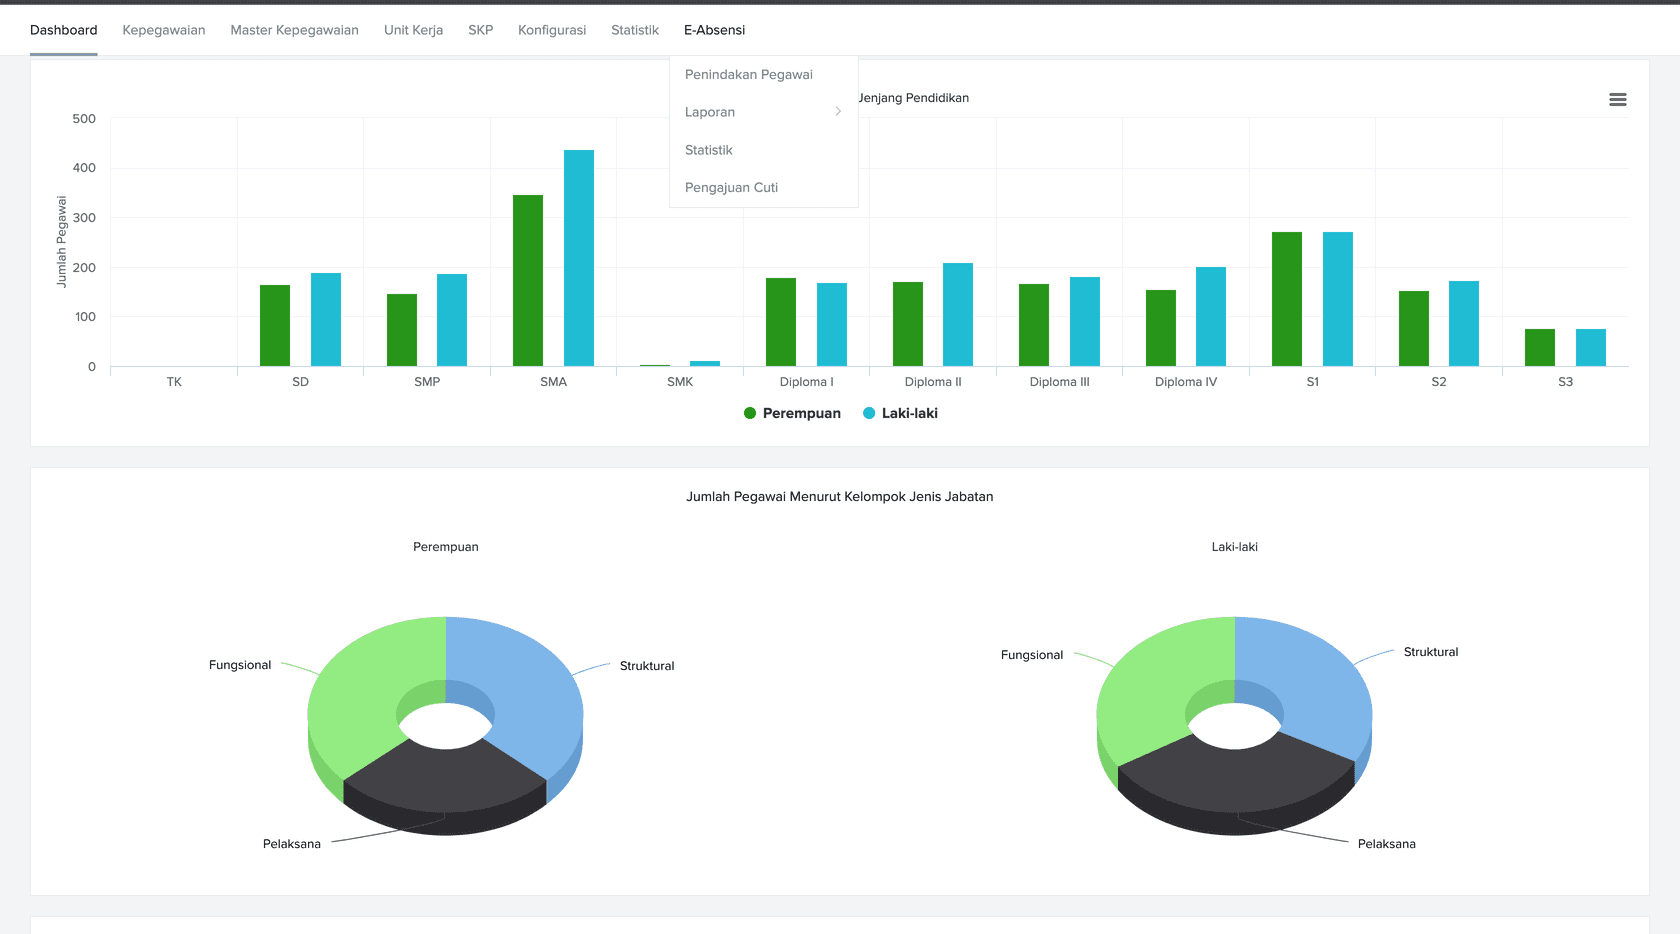 Dashboard Kepegawaian Master Kepegawaian Unit Kerja SKP Konfigurasi Statistik E-Absensi
Penindakan Pegawai
Laporan
Statistik
Pengajuan Cuti
Jenjang Pendidikan
Jumlah Pegawai
500
400
300
200
100
0
TK SD SMP SMA SMK Diploma I Diploma II Diploma III Diploma IV S1 S2 S3
Perempuan Laki-laki
Jumlah Pegawai Menurut Kelompok Jenis Jabatan
Perempuan
Fungsional
Struktural
Pelaksana
Laki-laki
Fungsional
Struktural
Pelaksana